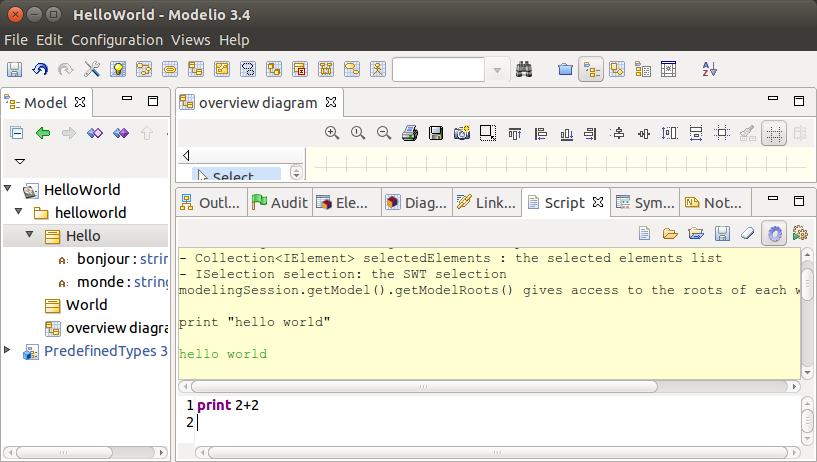 HelloWorld - Modelio 3.4
File Edit Configuration Views Help
Model
overview diagram
Select
HelloWorld
helloworld
Hello
bonjour : strin
monde : string
World
overview diagra
PredefinedTypes 3
Outl... Audit Ele... Diag... Link... Script Sym... Not...
- Collection<IElement> selectedElements : the selected elements list
- ISelection selection: the SWT selection
modelingSession.getModel().getModelRoots() gives access to the roots of each w
print "hello world"
hello world
1 print 2+2
2